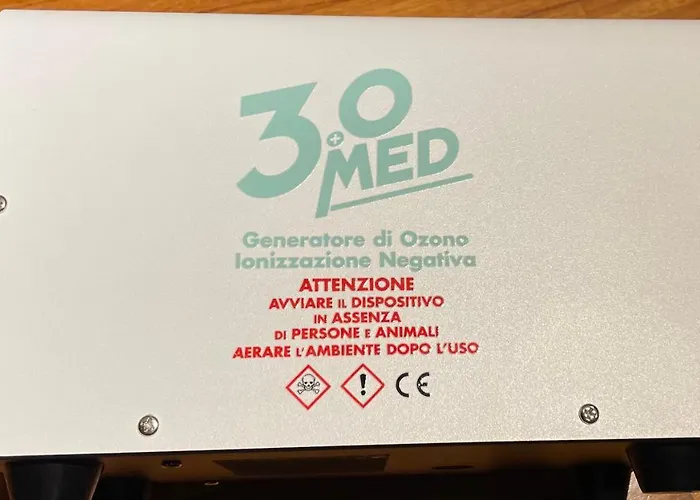 3+O
MED
Generatore di Ozono
Ionizzazione Negativa
ATTENZIONE
AVVIARE IL DISPOSITIVO
IN ASSENZA
DI PERSONE E ANIMALI
AERARE L'AMBIENTE DOPO L'USO
! CE